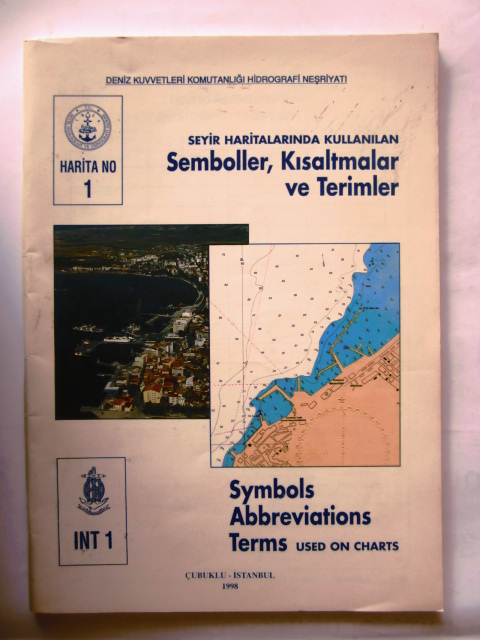 DENİZ KUVVETLERİ KOMUTANLIĞI HİDROGRAFİ NEŞRİYATI
HARİTA NO
1
SEYİR HARİTALARINDA KULLANILAN
Semboller, Kısaltmalar
ve Terimler
INT 1
Symbols
Abbreviations
Terms USED ON CHARTS
ÇUBUKLU - İSTANBUL
1998